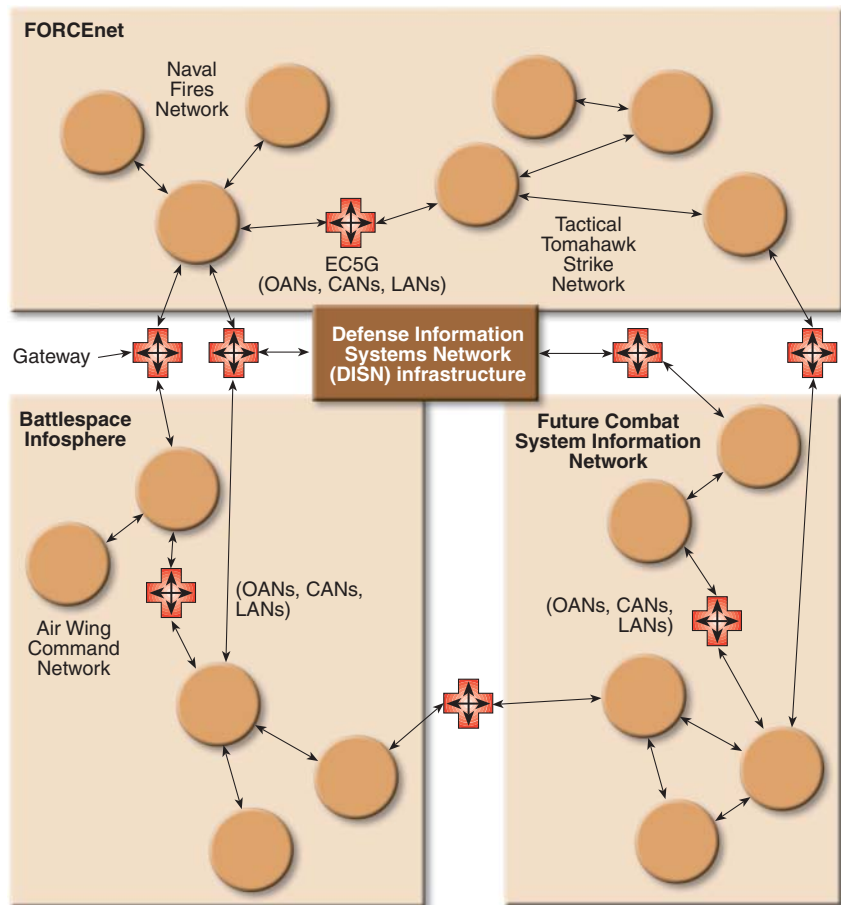 FORCEnet
Naval
Fires
Network
EC5G
(OANs, CANs, LANs)
Tactical
Tomahawk
Strike
Network
Gateway
Defense Information
Systems Network
(DISN) infrastructure
Battlespace
Infosphere
Future Combat
System Information
Network
(OANs, CANs,
LANs)
Air Wing
Command
Network
(OANs, CANs,
LANs)